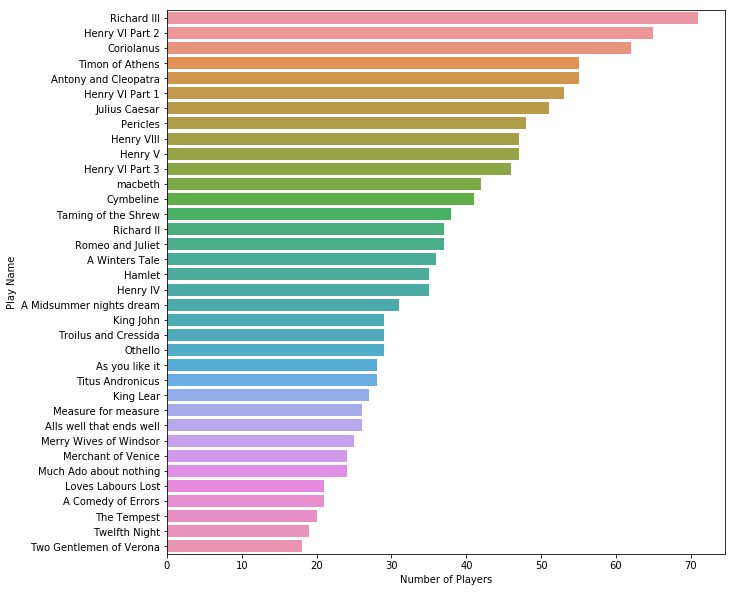 Richard III
Henry VI Part 2
Coriolanus
Timon of Athens
Antony and Cleopatra
Henry VI Part 1
Julius Caesar
Pericles
Henry VIII
Henry V
Henry VI Part 3
macbeth
Cymbeline
Taming of the Shrew
Richard II
Romeo and Juliet
A Winters Tale
Hamlet
Henry IV
A Midsummer nights dream
King John
Troilus and Cressida
Othello
As you like it
Titus Andronicus
King Lear
Measure for measure
Alls well that ends well
Merry Wives of Windsor
Merchant of Venice
Much Ado about nothing
Loves Labours Lost
A Comedy of Errors
The Tempest
Twelfth Night
Two Gentlemen of Verona
Play Name
0 10 20 30 40 50 60 70
Number of Players